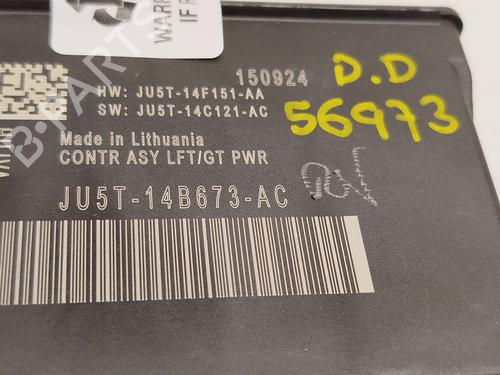 WARR
IF R
150924
HW: JU5T-14F151-AA
SW: JU5T-14C121-AC
D.D
56973
Made in Lithuania
CONTR ASY LFT/GT PWR
JU5T-14B673-AC
B-PARTS